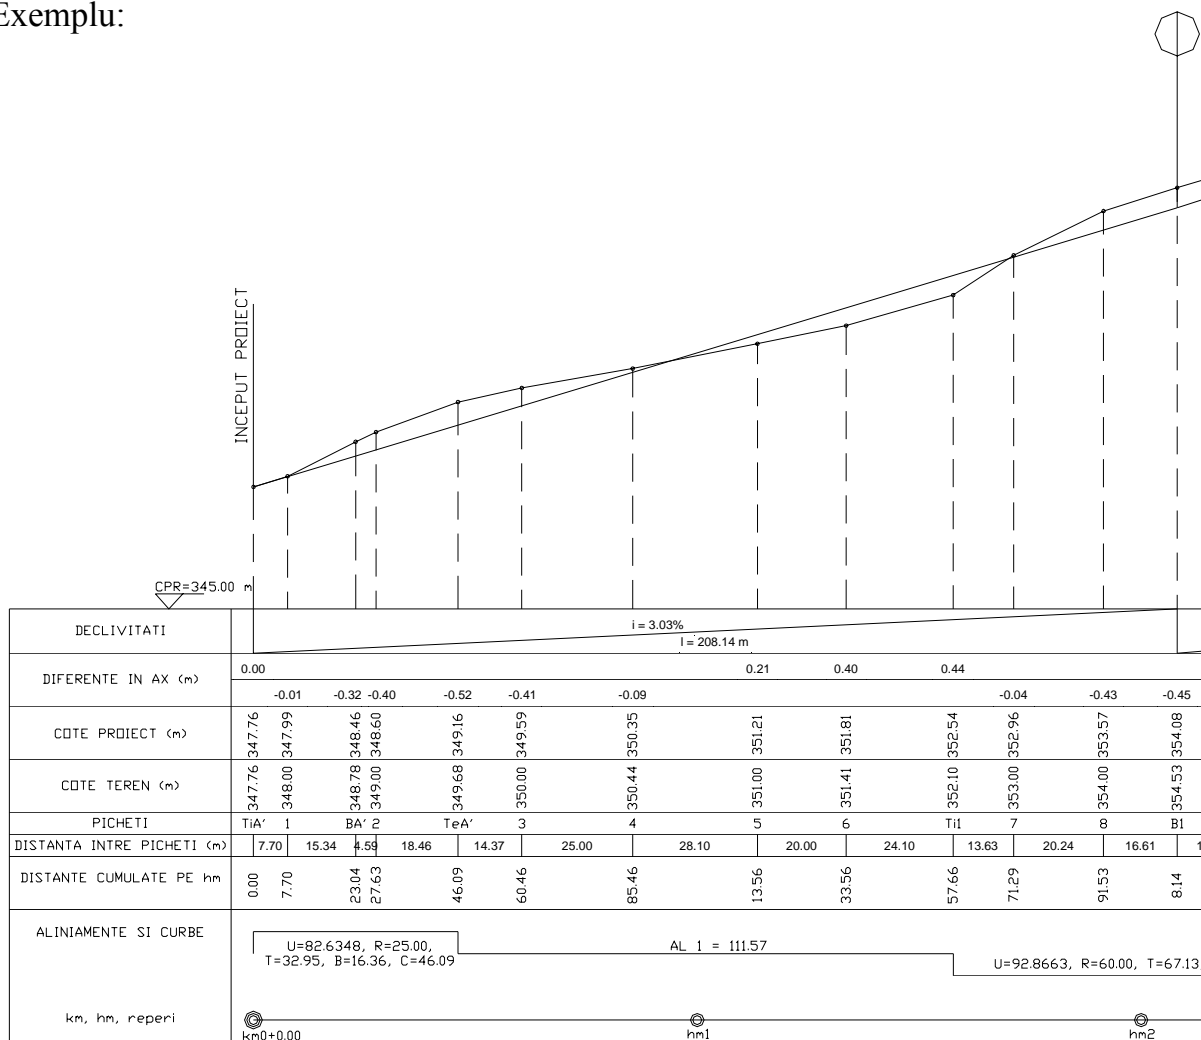 Exemplu:
INCEPUT PROIECT
CPR=345.00 m
DECLIVITATI
i = 3.03%
l = 208.14 m
DIFERENTE IN AX (m)
0.00 0.21 0.40 0.44
-0.01 -0.32 -0.40 -0.52 -0.41 -0.09 -0.04 -0.43 -0.45
COTE PROIECT (m)
347.76 347.99 348.46 348.60 349.16 349.59 350.35 351.21 351.81 352.54 352.96 353.57 354.08
COTE TEREN (m)
347.76 348.00 348.78 349.00 349.68 350.00 350.44 351.00 351.41 352.10 353.00 354.00 354.53
PICHETI
TiA' 1 BA' 2 TeA' 3 4 5 6 Ti1 7 8 B1
DISTANTA INTRE PICHETI (m)
7.70 15.34 4.59 18.46 14.37 25.00 28.10 20.00 24.10 13.63 20.24 16.61 1
DISTANTE CUMULATE PE hm
0.00 7.70 23.04 27.63 46.09 60.46 85.46 13.56 33.56 57.66 71.29 91.53 8.14
ALINIAMENTE SI CURBE
U=82.6348, R=25.00,
T=32.95, B=16.36, C=46.09
AL 1 = 111.57
U=92.8663, R=60.00, T=67.13
km, hm, reperi
km0+0.00
hm1
hm2